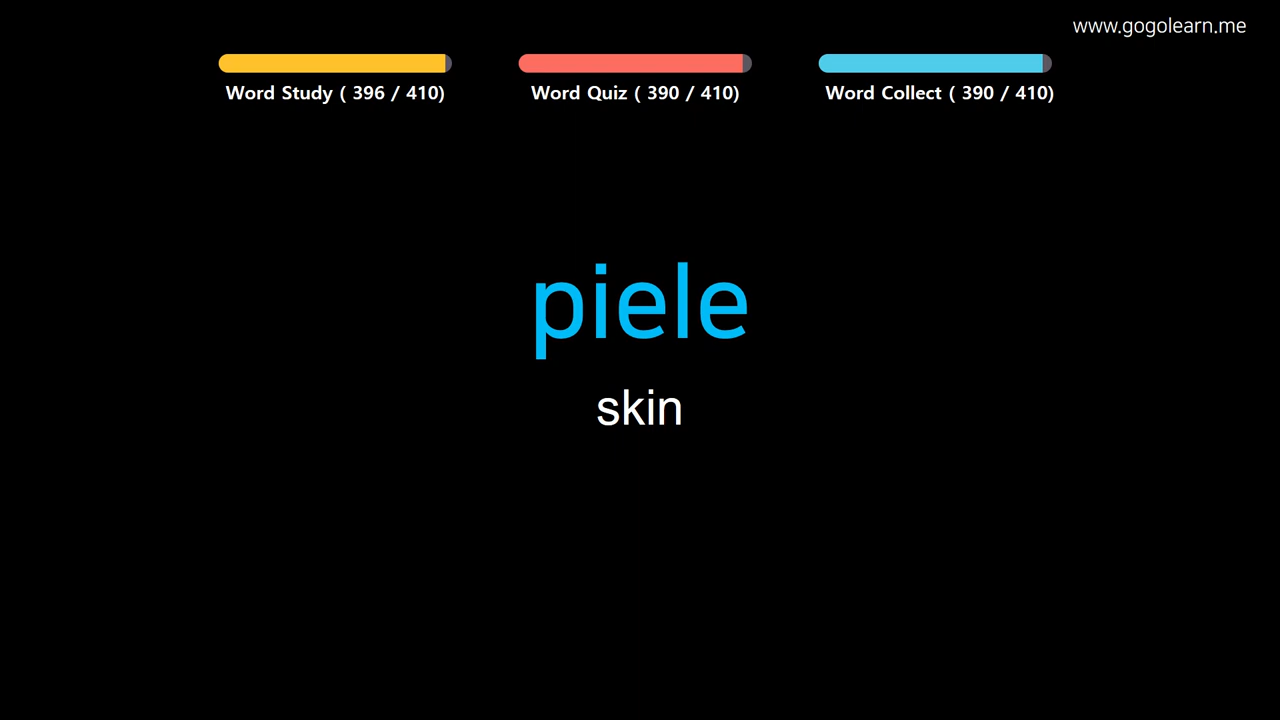 www.gogolearn.me
Word Study ( 396 / 410)
Word Quiz ( 390 / 410)
Word Collect ( 390 / 410)
piele
skin